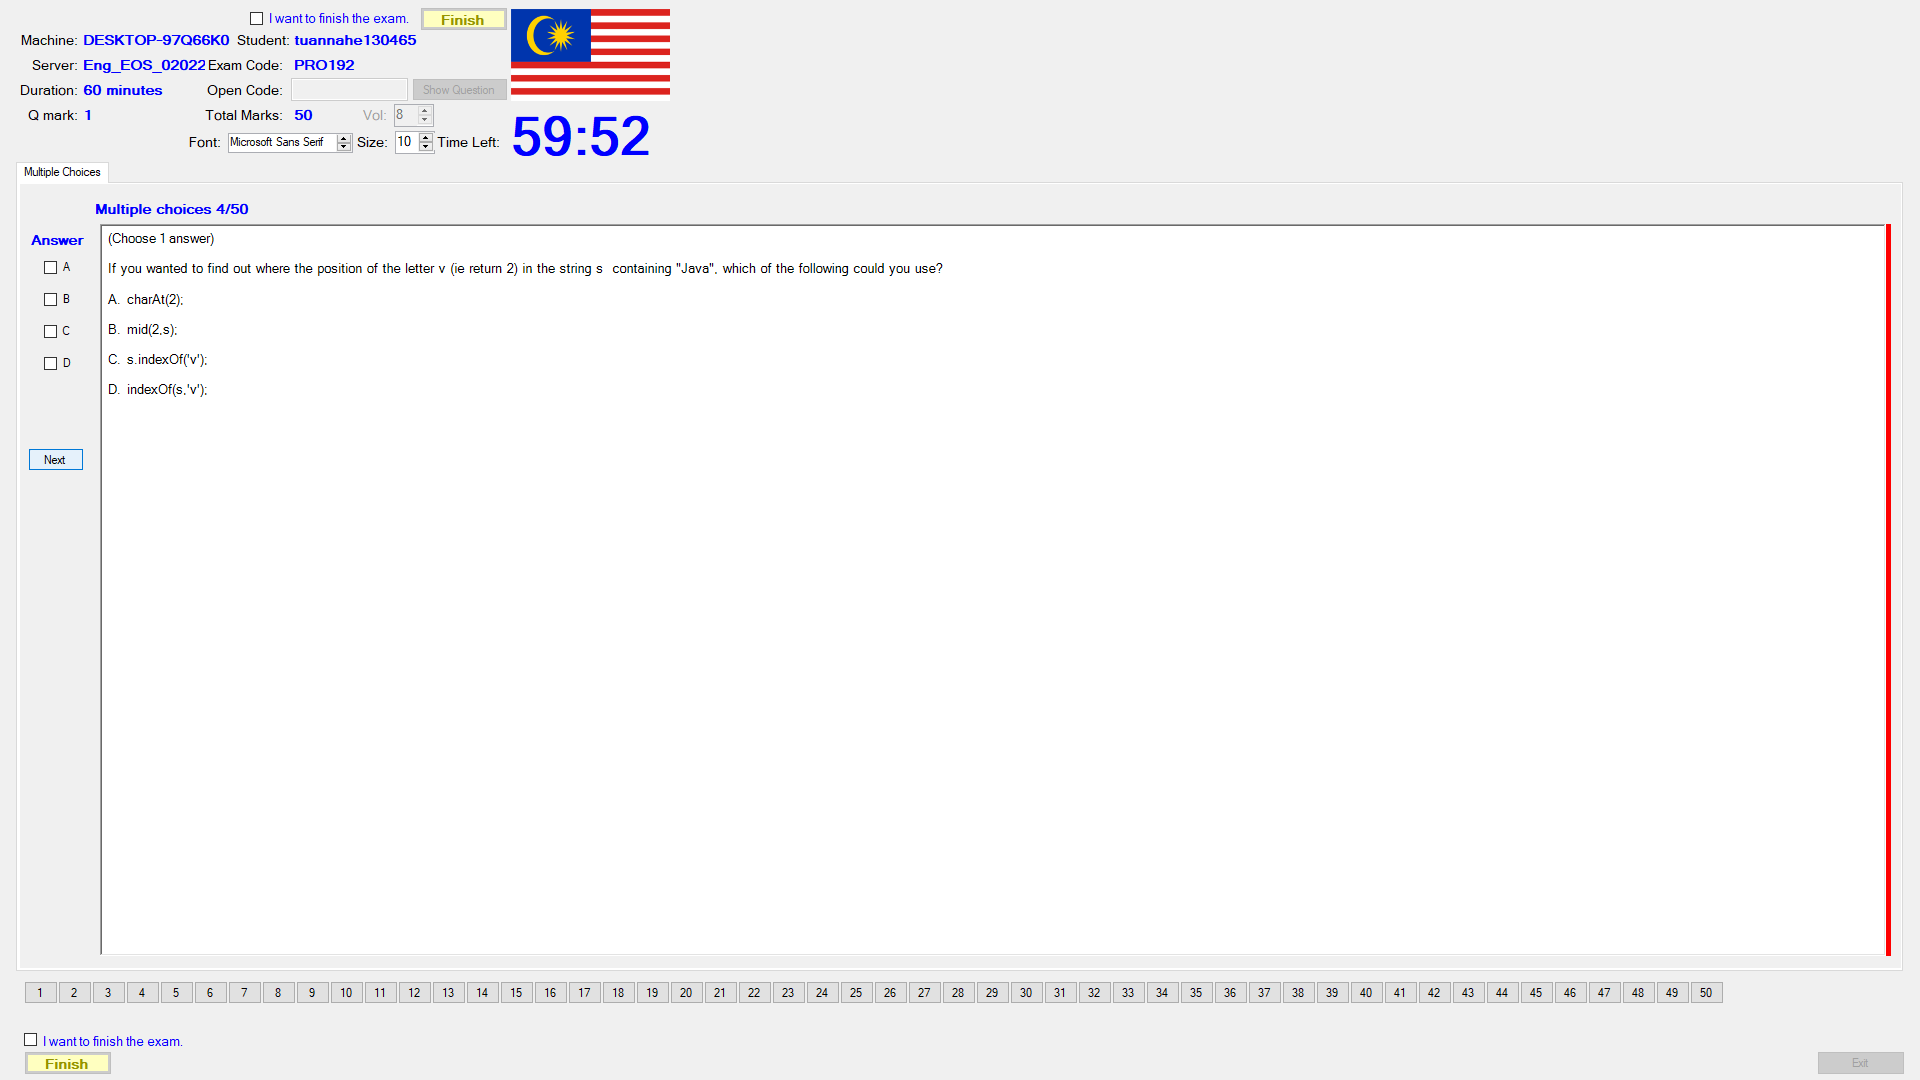 I want to finish the exam. Finish
Machine: DESKTOP-97Q66K0 Student: tuannahe130465
Server: Eng_EOS_02022 Exam Code: PRO192
Duration: 60 minutes Open Code: Show Question
Q mark: 1 Total Marks: 50 Vol: 8
Font: Microsoft Sans Serif Size: 10 Time Left: 59:52
Multiple Choices
Multiple choices 4/50
Answer
A
B
C
D
Next
(Choose 1 answer)
If you wanted to find out where the position of the letter v (ie return 2) in the string s  containing "Java", which of the following could you use?
A. charAt(2);
B. mid(2,s);
C. s.indexOf('v');
D. indexOf(s,'v');
1 2 3 4 5 6 7 8 9 10 11 12 13 14 15 16 17 18 19 20 21 22 23 24 25 26 27 28 29 30 31 32 33 34 35 36 37 38 39 40 41 42 43 44 45 46 47 48 49 50
I want to finish the exam.
Finish
Exit